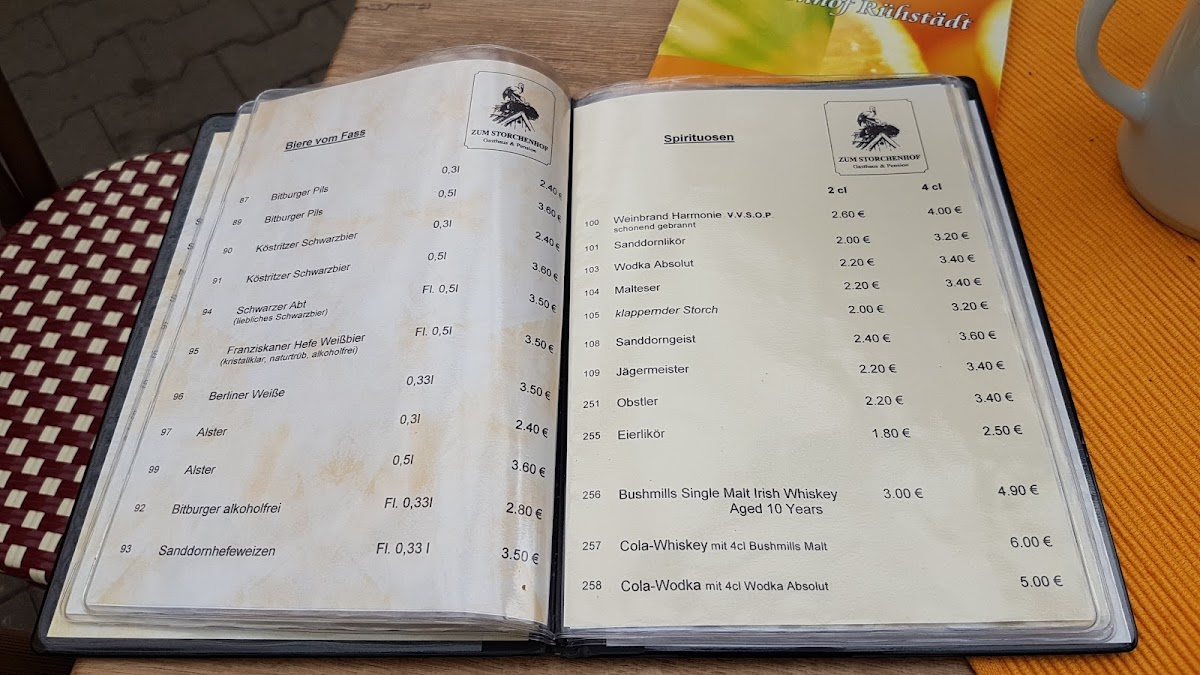 hof Rühstädt
Biere vom Fass
ZUM STORCHENHOF
Gasthaus & Pension
87 Bitburger Pils 0,3l 2.40 €
89 Bitburger Pils 0,5l 3.60 €
90 Köstritzer Schwarzbier 0,3l 2.40 €
91 Köstritzer Schwarzbier 0,5l 3.60 €
94 Schwarzer Abt Fl. 0,5l 3.50 €
(liebliches Schwarzbier)
95 Franziskaner Hefe Weißbier Fl. 0,5l 3.50 €
(kristallklar, naturtrüb, alkoholfrei)
96 Berliner Weiße 0,33l 3.50 €
97 Alster 0,3l 2.40 €
99 Alster 0,5l 3.60 €
92 Bitburger alkoholfrei Fl. 0,33l 2.80 €
93 Sanddornhefeweizen Fl. 0,33 l 3.50 €
Spirituosen
ZUM STORCHENHOF
Gasthaus & Pension
2 cl 4 cl
100 Weinbrand Harmonie V.V.S.O.P 2.60 € 4.00 €
schonend gebrannt
101 Sanddornlikör 2.00 € 3.20 €
103 Wodka Absolut 2.20 € 3.40 €
104 Malteser 2.20 € 3.40 €
105 klappernder Storch 2.00 € 3.20 €
108 Sanddorngeist 2.40 € 3.60 €
109 Jägermeister 2.20 € 3.40 €
251 Obstler 2.20 € 3.40 €
255 Eierlikör 1.80 € 2.50 €
256 Bushmills Single Malt Irish Whiskey 3.00 € 4.90 €
Aged 10 Years
257 Cola-Whiskey mit 4cl Bushmills Malt 6.00 €
258 Cola-Wodka mit 4cl Wodka Absolut 5.00 €